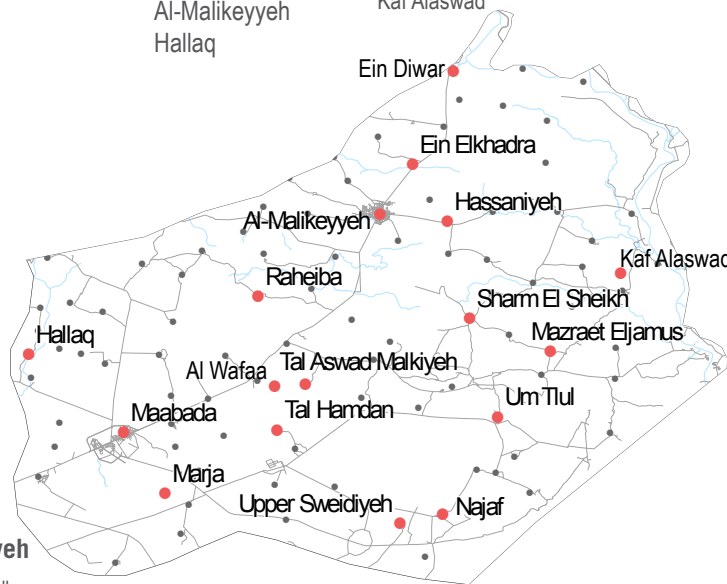 Al-Malikeyyeh
Kaf Alaswad
Hallaq
Ein Diwar
Ein Elkhadra
Hassaniyeh
Al-Malikeyyeh
Kaf Alaswad
Raheiba
Sharm El Sheikh
Mazraet Eljamus
Hallaq
Al Wafaa
Tal Aswad Malkiyeh
Um Tlul
Maabada
Tal Hamdan
Marja
Upper Sweidiyeh
Najaf
yeh